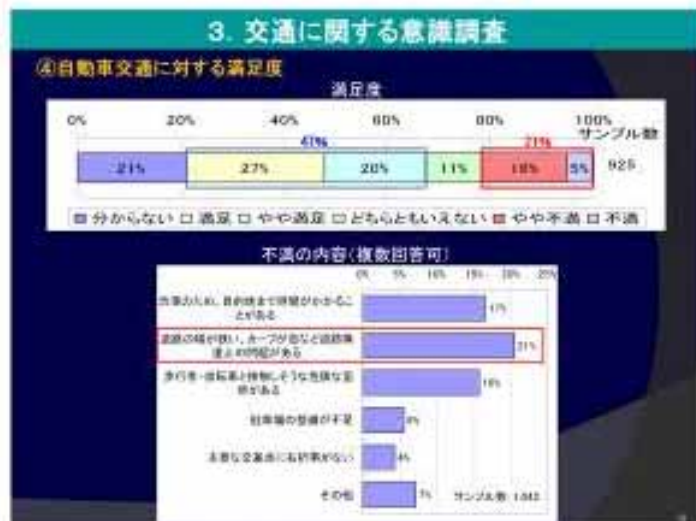 3. 交通に関する意識調査
④自動車交通に対する満足度
満足度
0% 20% 40% 60% 80% 100%
サンプル数
47% 21%
21% 27% 20% 11% 16% 5% 925
分からない 満足 やや満足 どちらともいえない やや不満 不満
不満の内容(複数回答可)
0% 5% 10% 15% 20% 25%
渋滞のため、目的地まで時間がかかるこ
とがある
17%
道路の幅が狭い、カーブが急など道路構
造上の問題がある
21%
歩行者・自転車と接触しそうな危険な箇
所がある
16%
駐車場の整備が不足
6%
主要な交差点に右折車線がない
4%
その他
7%
サンプル数